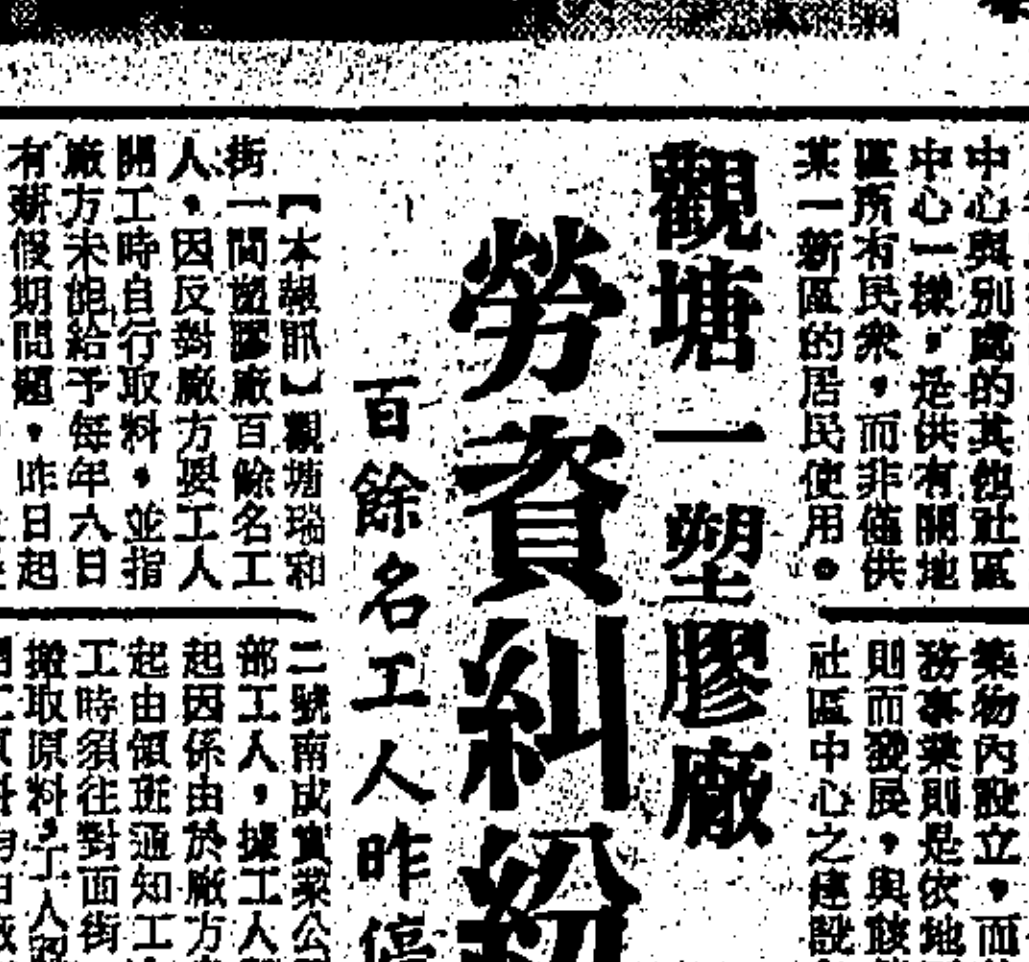 中心與別處的其他社區
中心一樣，是供有關地
區所有民衆，而非僅供
某一新區的居民使用。
築物內設立，而
務事業則是依地
則而發展，與該
社區中心之建設
觀塘一塑膠廠
勞資糾紛
百餘名工人昨停
【本報訊】觀塘瑞和
街一間塑膠廠百餘名工
人，因反對廠方要工人
開工時自行取料，並指
廠方未能給予每年六日
有薪假期問題，昨日起
二號南成實業公
部工人，據工人
起因係由於廠方
起由領班通知工
工時須往對面街
搬取原料，工人